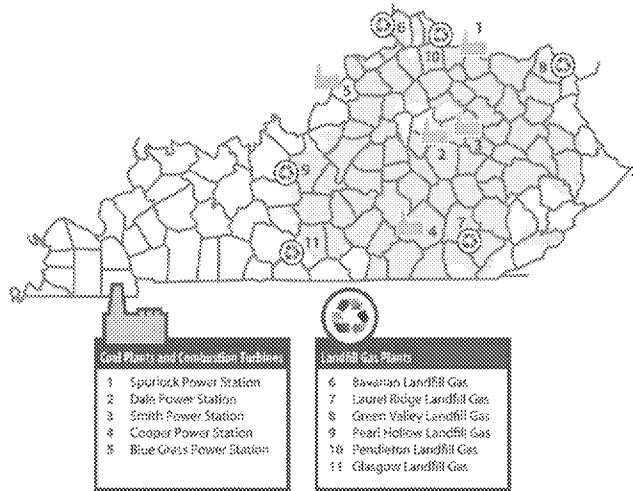 6
1
10
8
5
2
3
9
7
4
11
Coal Plants and Combustion Turbines
1 Spurlock Power Station
2 Dale Power Station
3 Smith Power Station
4 Cooper Power Station
5 Blue Grass Power Station
Landfill Gas Plants
6 Bavarian Landfill Gas
7 Laurel Ridge Landfill Gas
8 Green Valley Landfill Gas
9 Pearl Hollow Landfill Gas
10 Pendleton Landfill Gas
11 Glasgow Landfill Gas